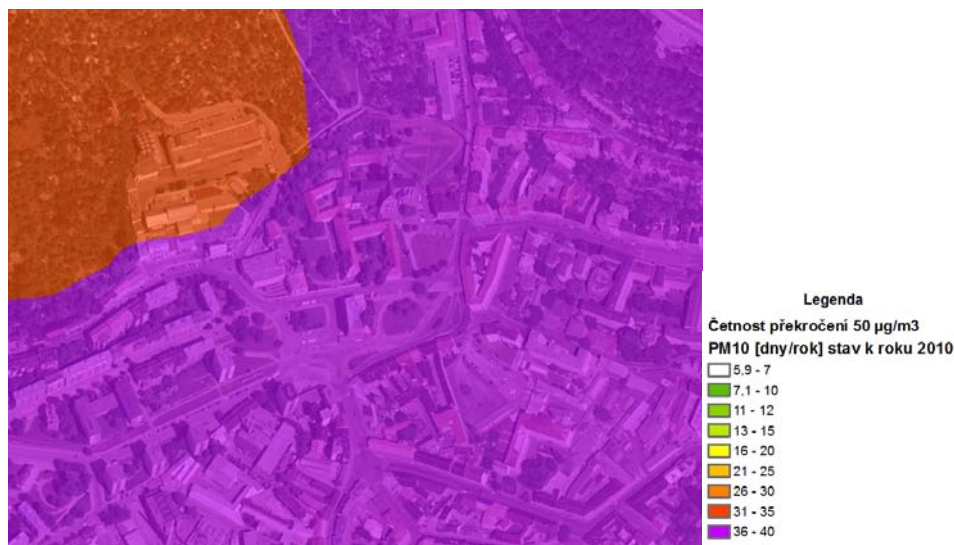 Legenda
Četnost překročení 50 µg/m3
PM10 [dny/rok] stav k roku 2010
5,9 - 7
7,1 - 10
11 - 12
13 - 15
16 - 20
21 - 25
26 - 30
31 - 35
36 - 40